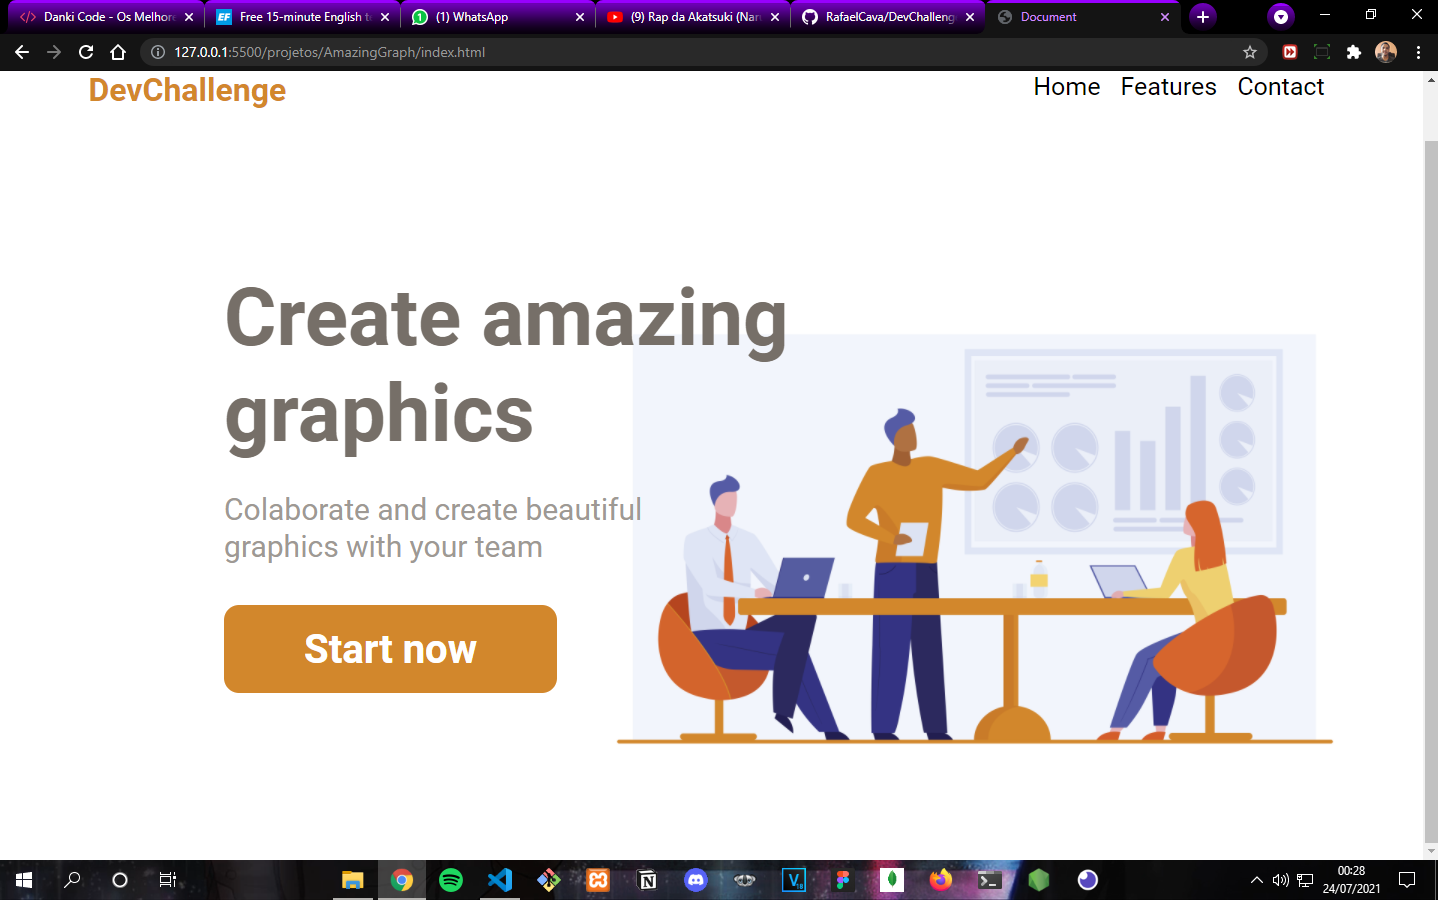 Danki Code - Os Melhore
Free 15-minute English te
(1) WhatsApp
(9) Rap da Akatsuki (Nar
RafaelCava/DevChalleng
Document
127.0.0.1:5500/projetos/AmazingGraph/index.html
DevChallenge
Home Features Contact
Create amazing
graphics
Colaborate and create beautiful
graphics with your team
Start now
00:28
24/07/2021